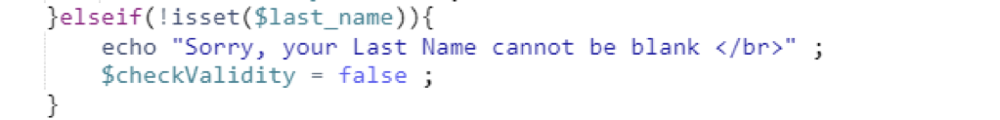 }elseif(!isset($last_name)){
echo "Sorry, your Last Name cannot be blank </br>" ;
$checkValidity = false ;
}